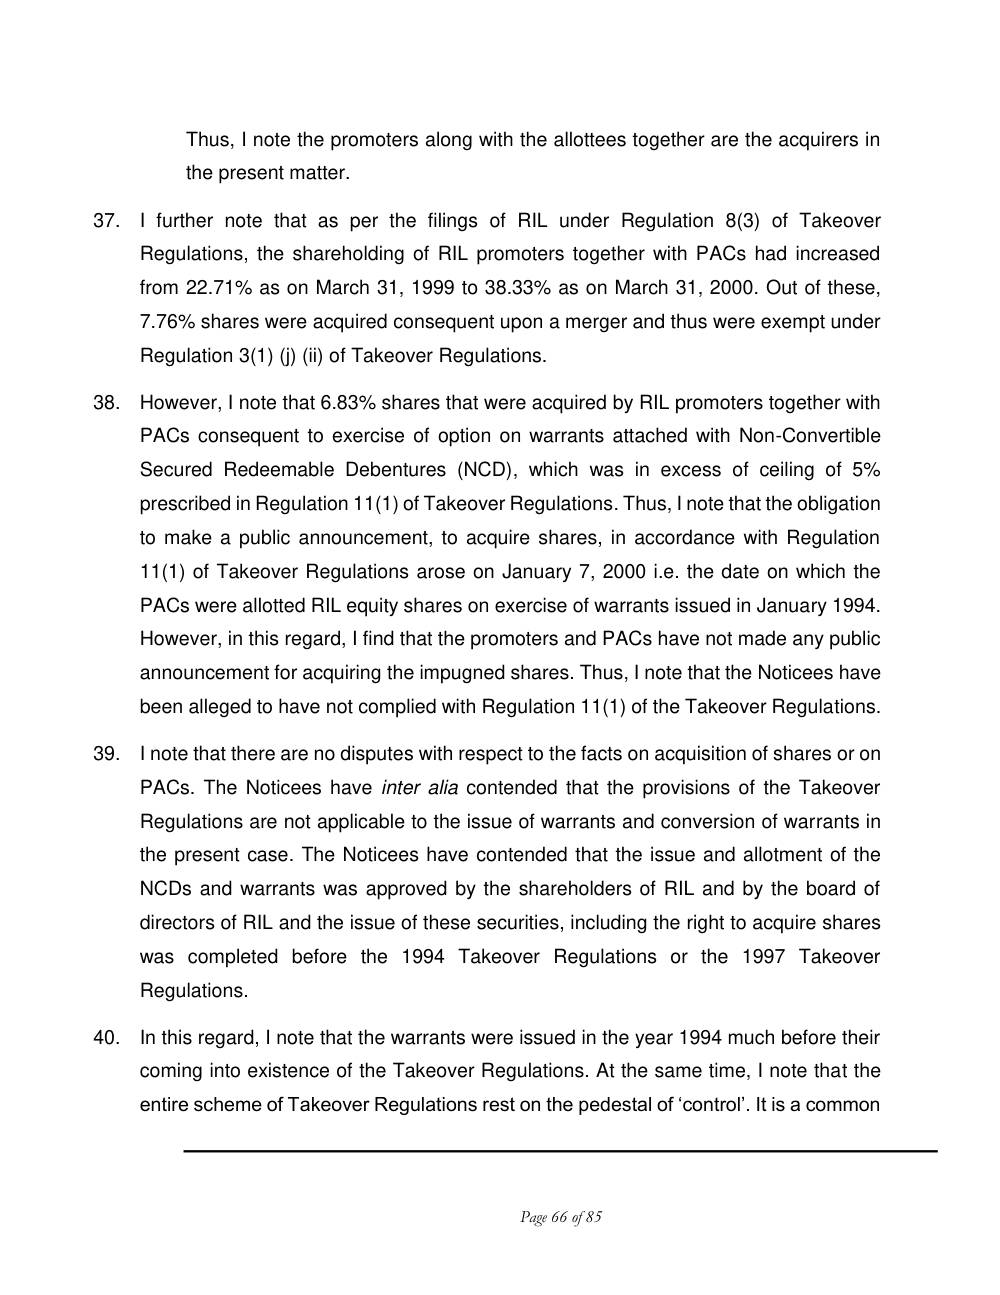 Thus, I note the promoters along with the allottees together are the acquirers in
the present matter.
37. I further note that as per the filings of RIL under Regulation 8(3) of Takeover
Regulations, the shareholding of RIL promoters together with PACs had increased
from 22.71% as on March 31, 1999 to 38.33% as on March 31, 2000. Out of these,
7.76% shares were acquired consequent upon a merger and thus were exempt under
Regulation 3(1) (j) (ii) of Takeover Regulations.
38. However, I note that 6.83% shares that were acquired by RIL promoters together with
PACs consequent to exercise of option on warrants attached with Non-Convertible
Secured Redeemable Debentures (NCD), which was in excess of ceiling of 5%
prescribed in Regulation 11(1) of Takeover Regulations. Thus, I note that the obligation
to make a public announcement, to acquire shares, in accordance with Regulation
11(1) of Takeover Regulations arose on January 7, 2000 i.e. the date on which the
PACs were allotted RIL equity shares on exercise of warrants issued in January 1994.
However, in this regard, I find that the promoters and PACs have not made any public
announcement for acquiring the impugned shares. Thus, I note that the Noticees have
been alleged to have not complied with Regulation 11(1) of the Takeover Regulations.
39. I note that there are no disputes with respect to the facts on acquisition of shares or on
PACs. The Noticees have inter alia contended that the provisions of the Takeover
Regulations are not applicable to the issue of warrants and conversion of warrants in
the present case. The Noticees have contended that the issue and allotment of the
NCDs and warrants was approved by the shareholders of RIL and by the board of
directors of RIL and the issue of these securities, including the right to acquire shares
was completed before the 1994 Takeover Regulations or the 1997 Takeover
Regulations.
40. In this regard, I note that the warrants were issued in the year 1994 much before their
coming into existence of the Takeover Regulations. At the same time, I note that the
entire scheme of Takeover Regulations rest on the pedestal of ‘control’. It is a common
Page 66 of 85